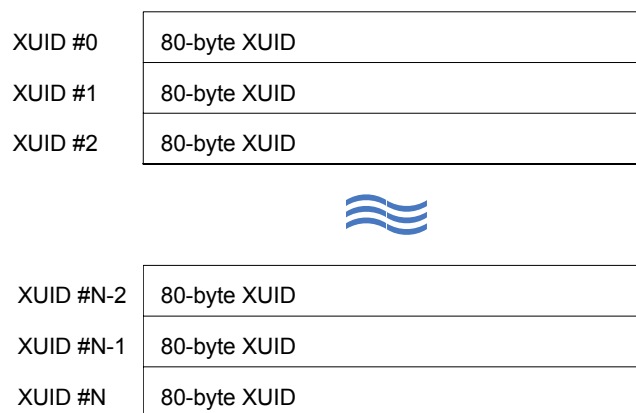 XUID #0 80-byte XUID
XUID #1 80-byte XUID
XUID #2 80-byte XUID
XUID #N-2 80-byte XUID
XUID #N-1 80-byte XUID
XUID #N 80-byte XUID